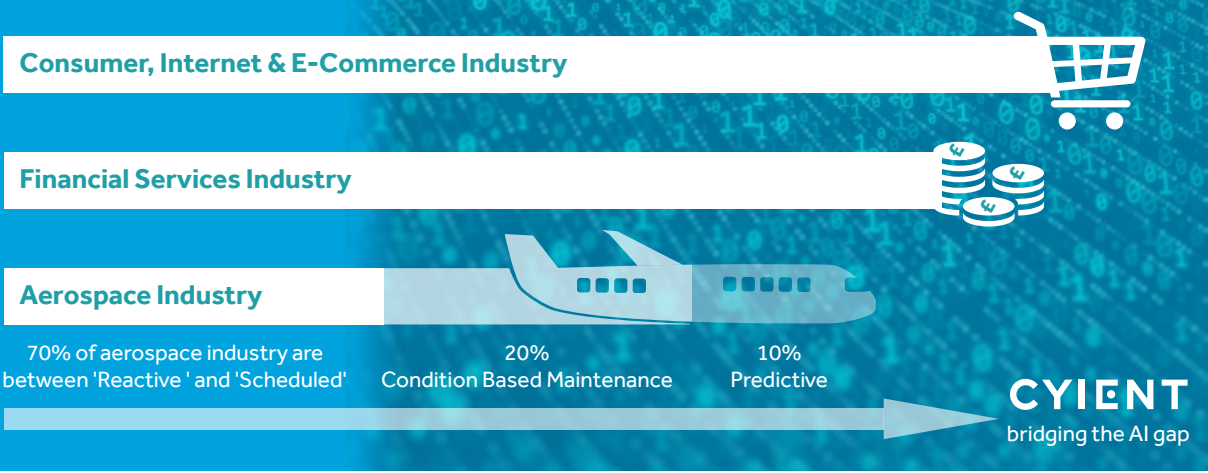 Consumer, Internet & E-Commerce Industry
Financial Services Industry
Aerospace Industry
70% of aerospace industry are
between 'Reactive ' and 'Scheduled'
20%
Condition Based Maintenance
10%
Predictive
CYIENT
bridging the AI gap